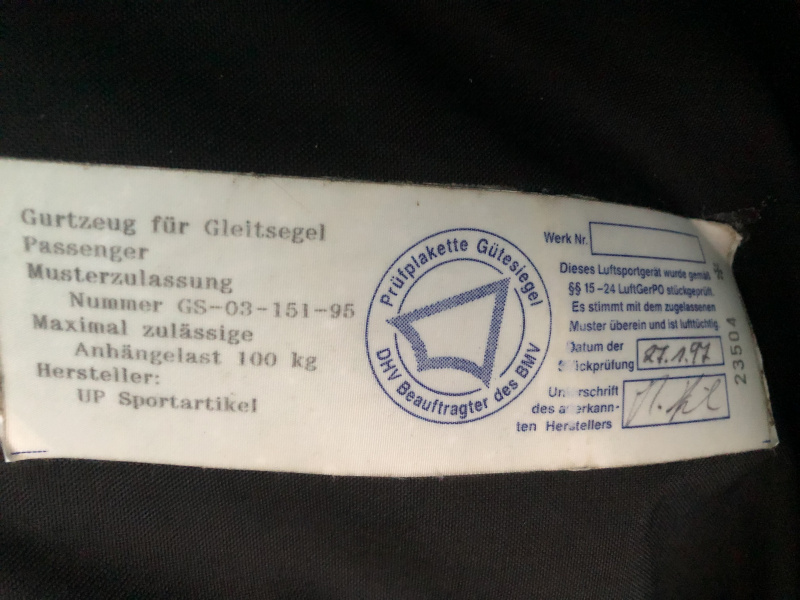 Gurtzeug für Gleitsegel
Passenger
Musterzulassung
Nummer GS-03-151-95
Maximal zulässige
Anhängelast 100 kg
Hersteller:
UP Sportartikel
Prüfplakette Gütesiegel
DHV Beauftragter des BMV
Werk Nr.
Dieses Luftsportgerät wurde gemäß
§§ 15-24 LuftGerPO stückgeprüft.
Es stimmt mit dem zugelassenen
Muster überein und ist lufttüchtig.
Datum der
Stückprüfung 27.1.97
Unterschrift
des anerkann-
ten Herstellers
23504